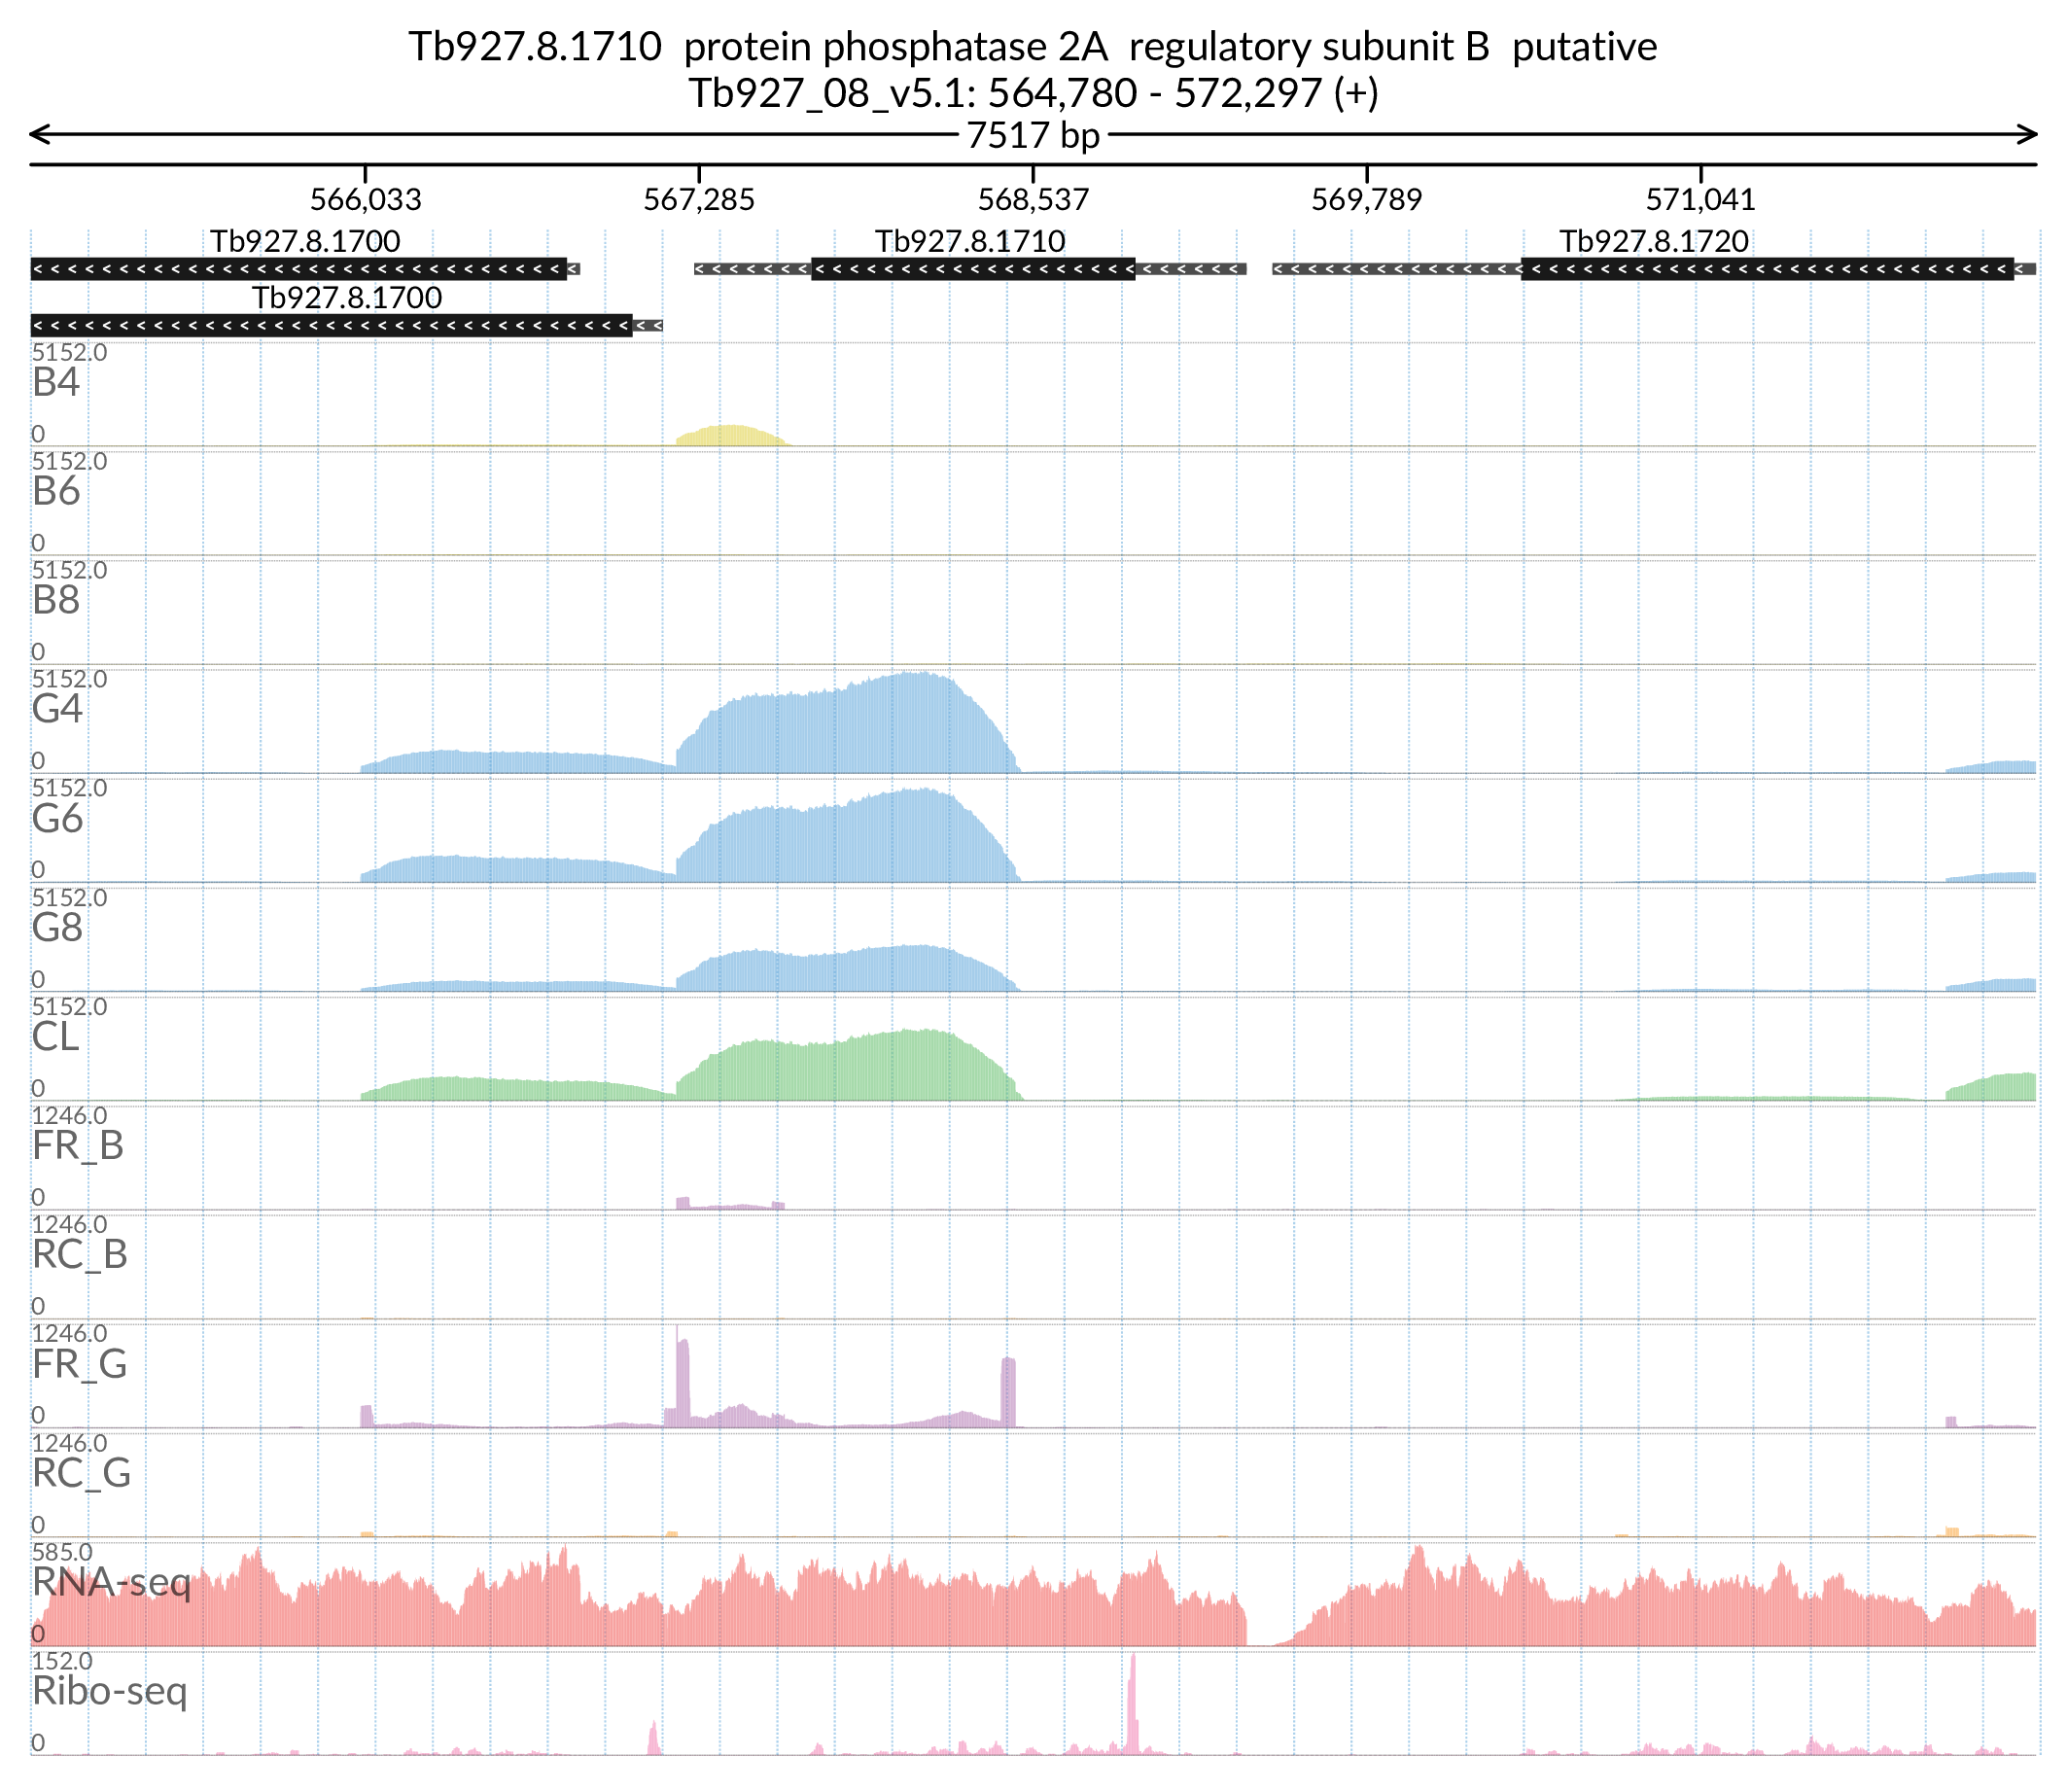 Tb927.8.1710  protein phosphatase 2A  regulatory subunit B  putative
Tb927_08_v5.1: 564,780 - 572,297 (+)
7517 bp
566,033 567,285 568,537 569,789 571,041
Tb927.8.1700 Tb927.8.1710 Tb927.8.1720
Tb927.8.1700
5152.0
B4
0
5152.0
B6
0
5152.0
B8
0
5152.0
G4
0
5152.0
G6
0
5152.0
G8
0
5152.0
CL
0
1246.0
FR_B
0
1246.0
RC_B
0
1246.0
FR_G
0
1246.0
RC_G
0
585.0
RNA-seq
0
152.0
Ribo-seq
0